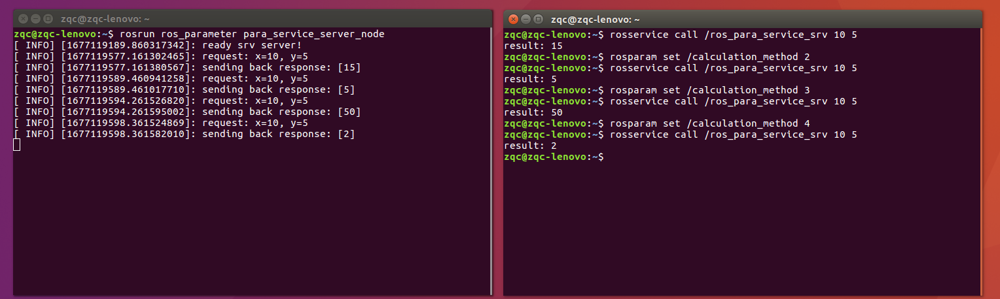 zqc@zqc-lenovo: ~
zqc@zqc-lenovo:~$ rosrun ros_parameter para_service_server_node
[ INFO] [1677119189.860317342]: ready srv server!
[ INFO] [1677119577.161302465]: request: x=10, y=5
[ INFO] [1677119577.161380567]: sending back response: [15]
[ INFO] [1677119589.460941258]: request: x=10, y=5
[ INFO] [1677119589.461017710]: sending back response: [5]
[ INFO] [1677119594.261526820]: request: x=10, y=5
[ INFO] [1677119594.261595002]: sending back response: [50]
[ INFO] [1677119598.361524869]: request: x=10, y=5
[ INFO] [1677119598.361582010]: sending back response: [2]
zqc@zqc-lenovo: ~
zqc@zqc-lenovo:~$ rosservice call /ros_para_service_srv 10 5
result: 15
zqc@zqc-lenovo:~$ rosparam set /calculation_method 2
zqc@zqc-lenovo:~$ rosservice call /ros_para_service_srv 10 5
result: 5
zqc@zqc-lenovo:~$ rosparam set /calculation_method 3
zqc@zqc-lenovo:~$ rosservice call /ros_para_service_srv 10 5
result: 50
zqc@zqc-lenovo:~$ rosparam set /calculation_method 4
zqc@zqc-lenovo:~$ rosservice call /ros_para_service_srv 10 5
result: 2
zqc@zqc-lenovo:~$